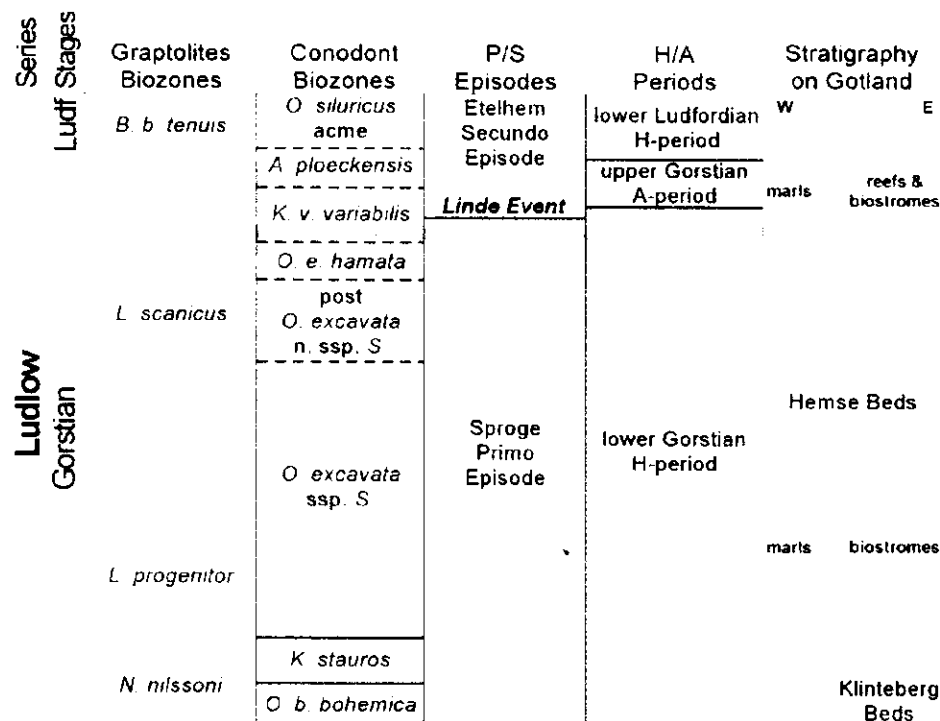 Series
Ludf Stages
Graptolites
Biozones
Conodont
Biozones
P/S
Episodes
H/A
Periods
Stratigraphy
on Gotland
B. b tenuis
O siluricus
acme
A ploeckensis
K. v. variabilis
O. e. hamata
post
O. excavata
n. ssp. S
L scanicus
O excavata
ssp. S
L progenitor
K stauros
N. nilssoni
O b. bohemica
Etelhem
Secundo
Episode
Linde Event
Sproge
Primo
Episode
lower Ludfordian
H-period
upper Gorstian
A-period
lower Gorstian
H-period
W E
marls
reefs &
biostromes
Hemse Beds
marls biostromes
Klinteberg
Beds
Ludlow
Gorstian